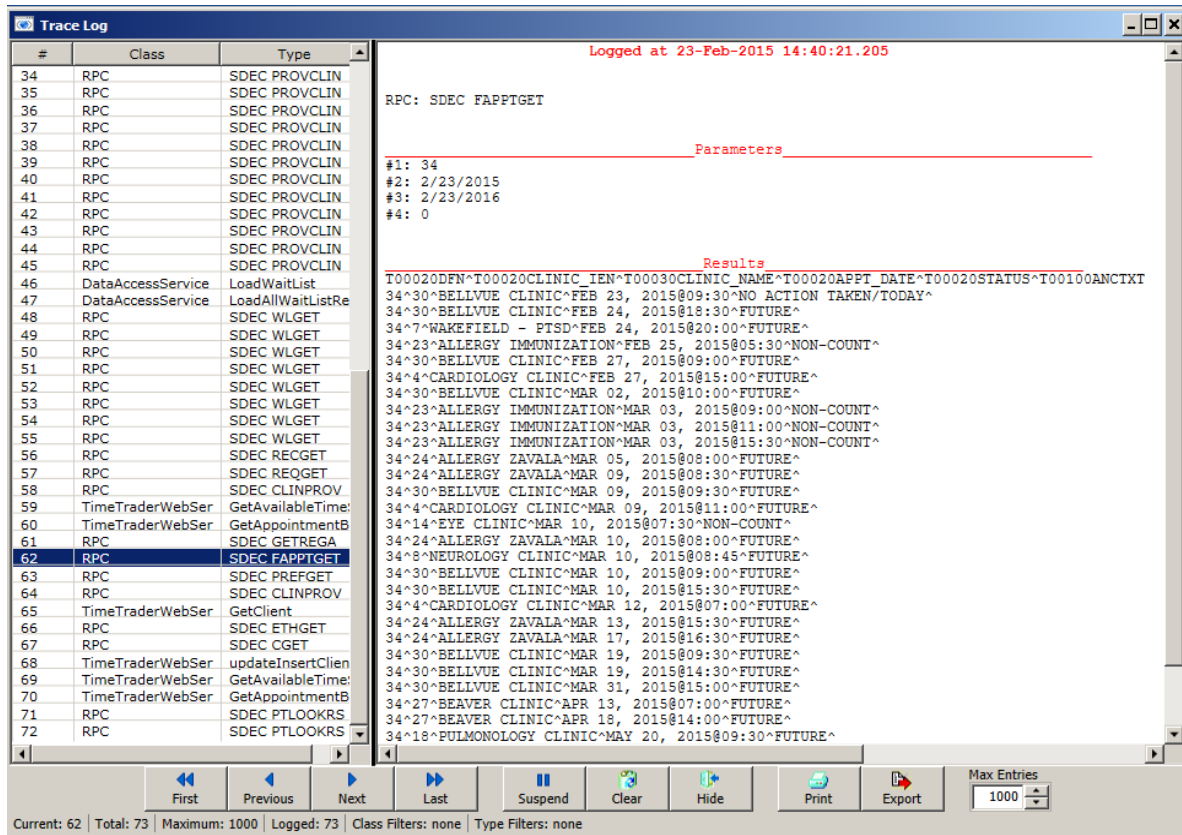 Trace Log
# Class Type
34 RPC SDEC PROVCLIN
35 RPC SDEC PROVCLIN
36 RPC SDEC PROVCLIN
37 RPC SDEC PROVCLIN
38 RPC SDEC PROVCLIN
39 RPC SDEC PROVCLIN
40 RPC SDEC PROVCLIN
41 RPC SDEC PROVCLIN
42 RPC SDEC PROVCLIN
43 RPC SDEC PROVCLIN
44 RPC SDEC PROVCLIN
45 RPC SDEC PROVCLIN
46 DataAccessService LoadWaitList
47 DataAccessService LoadAllWaitListRe
48 RPC SDEC WLGET
49 RPC SDEC WLGET
50 RPC SDEC WLGET
51 RPC SDEC WLGET
52 RPC SDEC WLGET
53 RPC SDEC WLGET
54 RPC SDEC WLGET
55 RPC SDEC WLGET
56 RPC SDEC RECGET
57 RPC SDEC REQGET
58 RPC SDEC CLINPROV
59 TimeTraderWebSer GetAvailableTimeS
60 TimeTraderWebSer GetAppointmentB
61 RPC SDEC GETREGA
62 RPC SDEC FAPPTGET
63 RPC SDEC PREFGET
64 RPC SDEC CLINPROV
65 TimeTraderWebSer GetClient
66 RPC SDEC ETHGET
67 RPC SDEC CGET
68 TimeTraderWebSer updateInsertClien
69 TimeTraderWebSer GetAvailableTimeS
70 TimeTraderWebSer GetAppointmentB
71 RPC SDEC PTLOOKRS
72 RPC SDEC PTLOOKRS
Logged at 23-Feb-2015 14:40:21.205
RPC: SDEC FAPPTGET
Parameters
#1: 34
#2: 2/23/2015
#3: 2/23/2016
#4: 0
Results
T00020DFN^T00020CLINIC_IEN^T00030CLINIC_NAME^T00020APPT_DATE^T00020STATUS^T00100ANCTXT
34^30^BELLVUE CLINIC^FEB 23, 2015@09:30^NO ACTION TAKEN/TODAY^
34^30^BELLVUE CLINIC^FEB 24, 2015@18:30^FUTURE^
34^7^WAKEFIELD - PTSD^FEB 24, 2015@20:00^FUTURE^
34^23^ALLERGY IMMUNIZATION^FEB 25, 2015@05:30^NON-COUNT^
34^30^BELLVUE CLINIC^FEB 27, 2015@09:00^FUTURE^
34^4^CARDIOLOGY CLINIC^FEB 27, 2015@15:00^FUTURE^
34^30^BELLVUE CLINIC^MAR 02, 2015@10:00^FUTURE^
34^23^ALLERGY IMMUNIZATION^MAR 03, 2015@09:00^NON-COUNT^
34^23^ALLERGY IMMUNIZATION^MAR 03, 2015@11:00^NON-COUNT^
34^23^ALLERGY IMMUNIZATION^MAR 03, 2015@15:30^NON-COUNT^
34^24^ALLERGY ZAVALA^MAR 05, 2015@08:00^FUTURE^
34^24^ALLERGY ZAVALA^MAR 09, 2015@08:30^FUTURE^
34^30^BELLVUE CLINIC^MAR 09, 2015@09:30^FUTURE^
34^4^CARDIOLOGY CLINIC^MAR 09, 2015@11:00^FUTURE^
34^14^EYE CLINIC^MAR 10, 2015@07:30^NON-COUNT^
34^24^ALLERGY ZAVALA^MAR 10, 2015@08:00^FUTURE^
34^8^NEUROLOGY CLINIC^MAR 10, 2015@08:45^FUTURE^
34^30^BELLVUE CLINIC^MAR 10, 2015@09:00^FUTURE^
34^30^BELLVUE CLINIC^MAR 10, 2015@15:30^FUTURE^
34^4^CARDIOLOGY CLINIC^MAR 12, 2015@07:00^FUTURE^
34^24^ALLERGY ZAVALA^MAR 13, 2015@15:30^FUTURE^
34^24^ALLERGY ZAVALA^MAR 17, 2015@16:30^FUTURE^
34^30^BELLVUE CLINIC^MAR 19, 2015@09:30^FUTURE^
34^30^BELLVUE CLINIC^MAR 19, 2015@14:30^FUTURE^
34^30^BELLVUE CLINIC^MAR 31, 2015@15:00^FUTURE^
34^27^BEAVER CLINIC^APR 13, 2015@07:00^FUTURE^
34^27^BEAVER CLINIC^APR 18, 2015@14:00^FUTURE^
34^18^PULMONOLOGY CLINIC^MAY 20, 2015@09:30^FUTURE^
First Previous Next Last Suspend Clear Hide Print Export
Max Entries
1000
Current: 62 Total: 73 Maximum: 1000 Logged: 73 Class Filters: none Type Filters: none